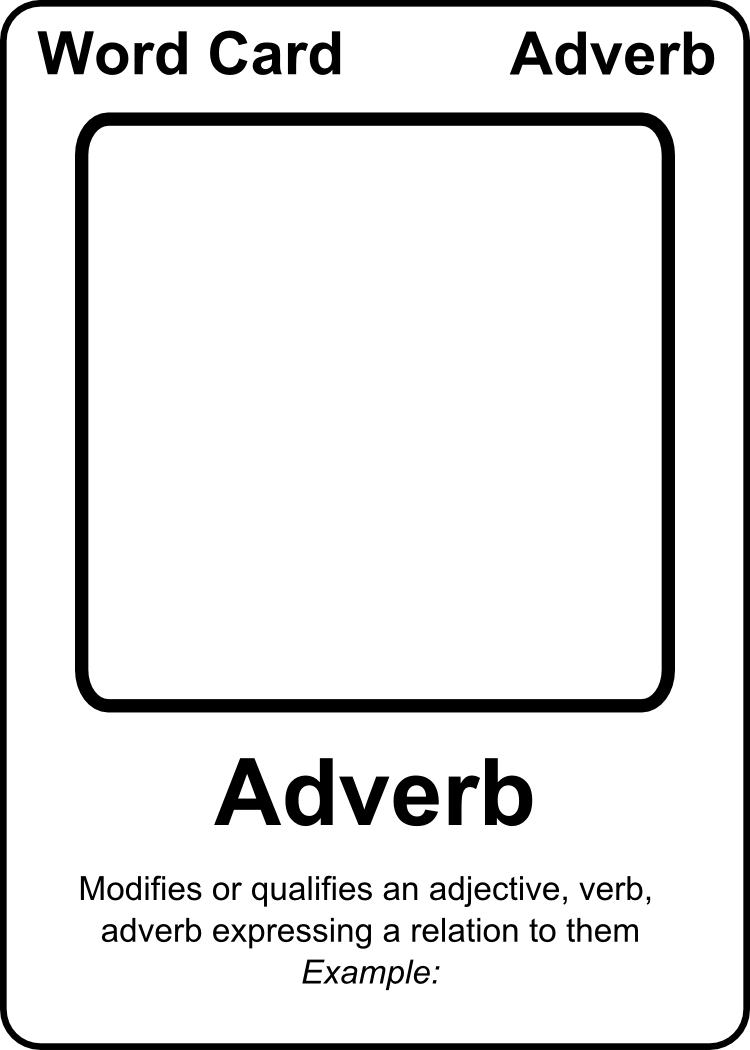 Word Card Adverb
Adverb
Modifies or qualifies an adjective, verb,
adverb expressing a relation to them
Example: